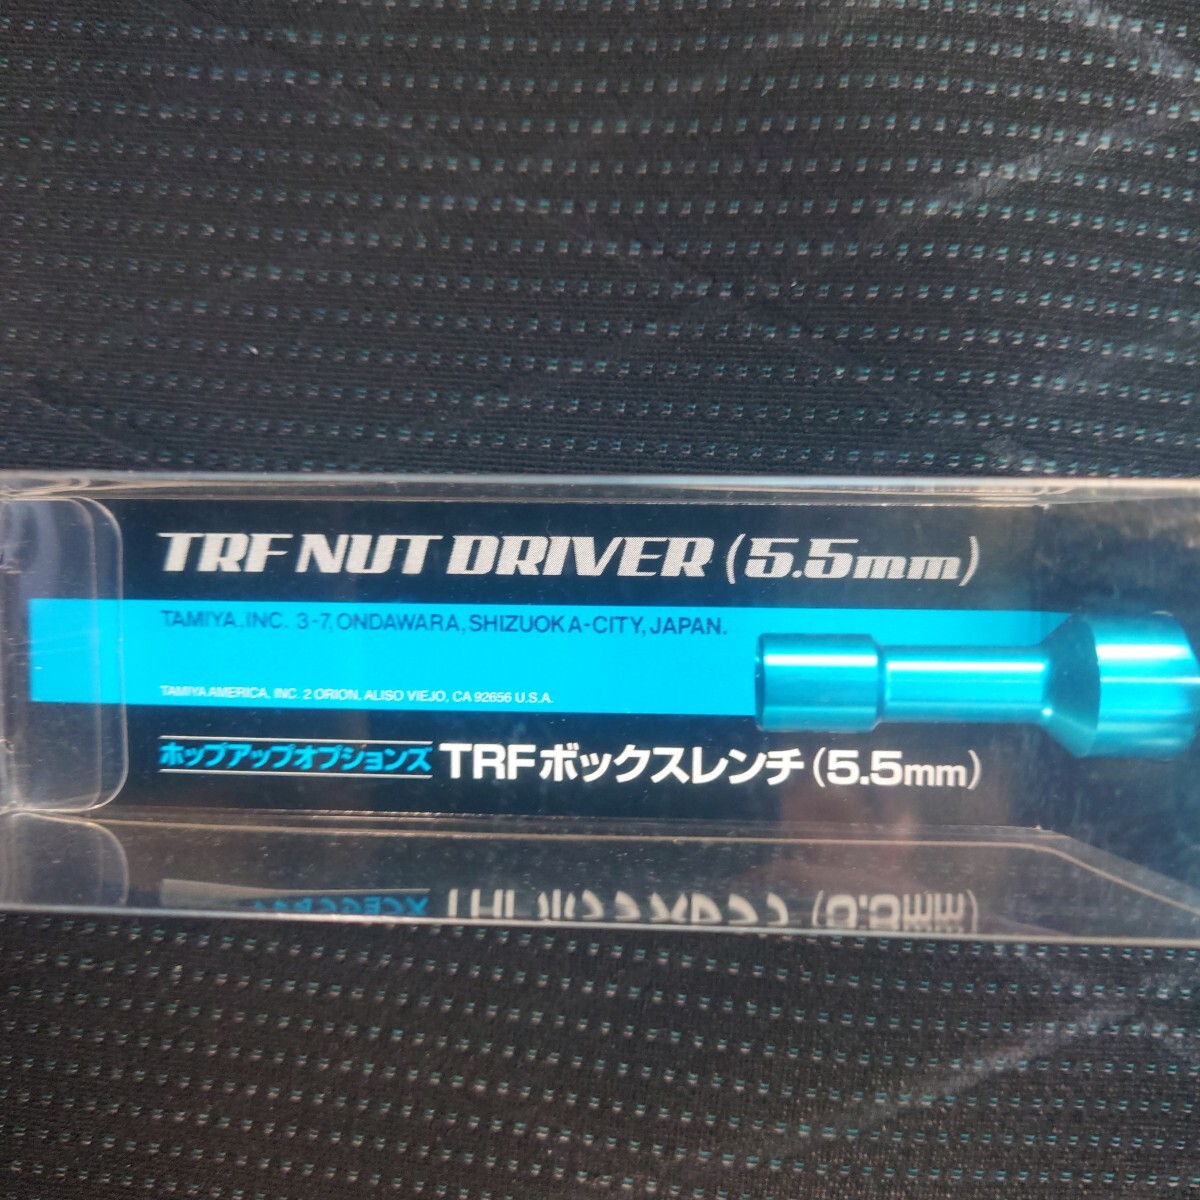 TRF NUT DRIVER (5.5mm)
TAMIYA, INC. 3-7, ONDAWARA, SHIZUOKA-CITY, JAPAN.
TAMIYA AMERICA, INC. 2 ORION, ALISO VIEJO, CA 92656 U.S.A.
ホップアップオプションズ TRFボックスレンチ (5.5mm)